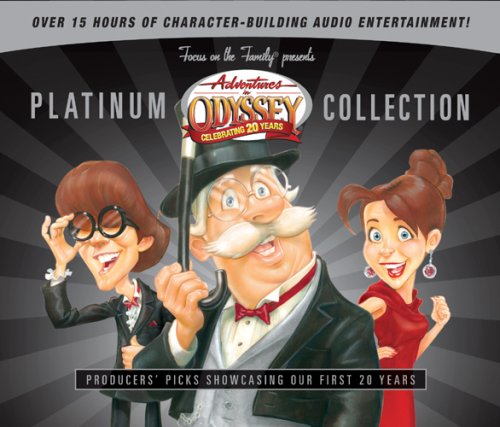 OVER 15 HOURS OF CHARACTER-BUILDING AUDIO ENTERTAINMENT!
Focus on the Family® presents
PLATINUM Adventures in ODYSSEY COLLECTION
CELEBRATING 20 YEARS
PRODUCERS' PICKS SHOWCASING OUR FIRST 20 YEARS